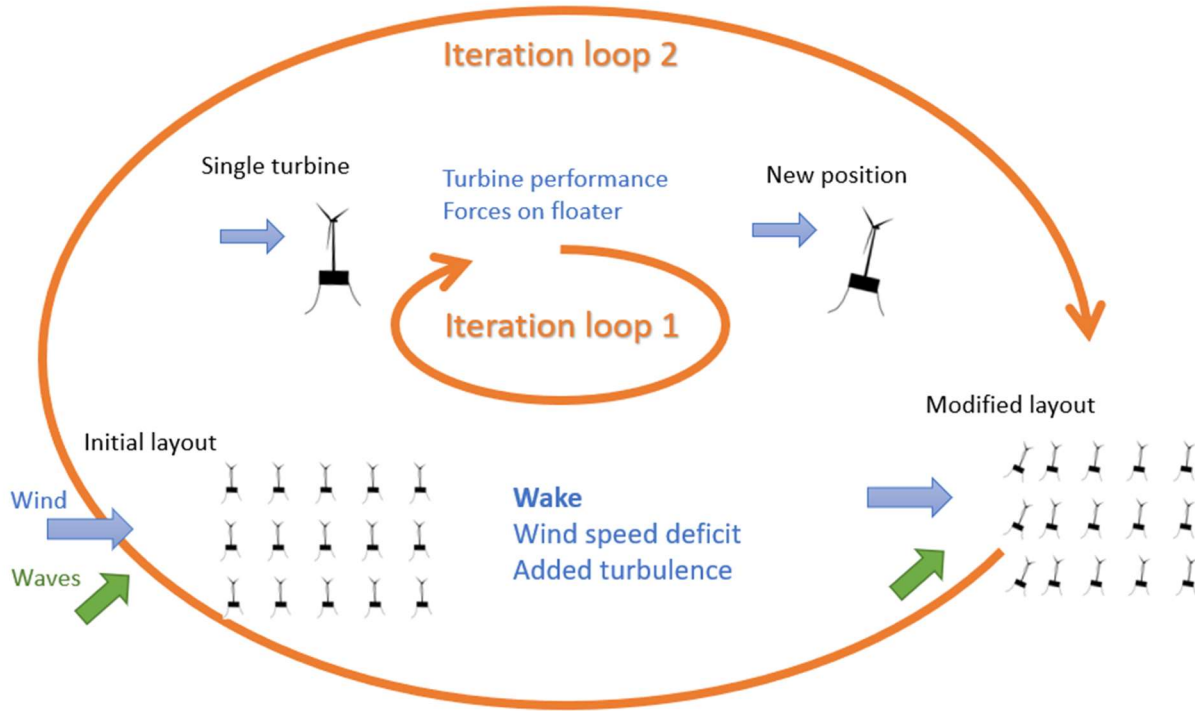 Iteration loop 2
Single turbine
Turbine performance
Forces on floater
New position
Iteration loop 1
Modified layout
Initial layout
Wind
Waves
Wake
Wind speed deficit
Added turbulence